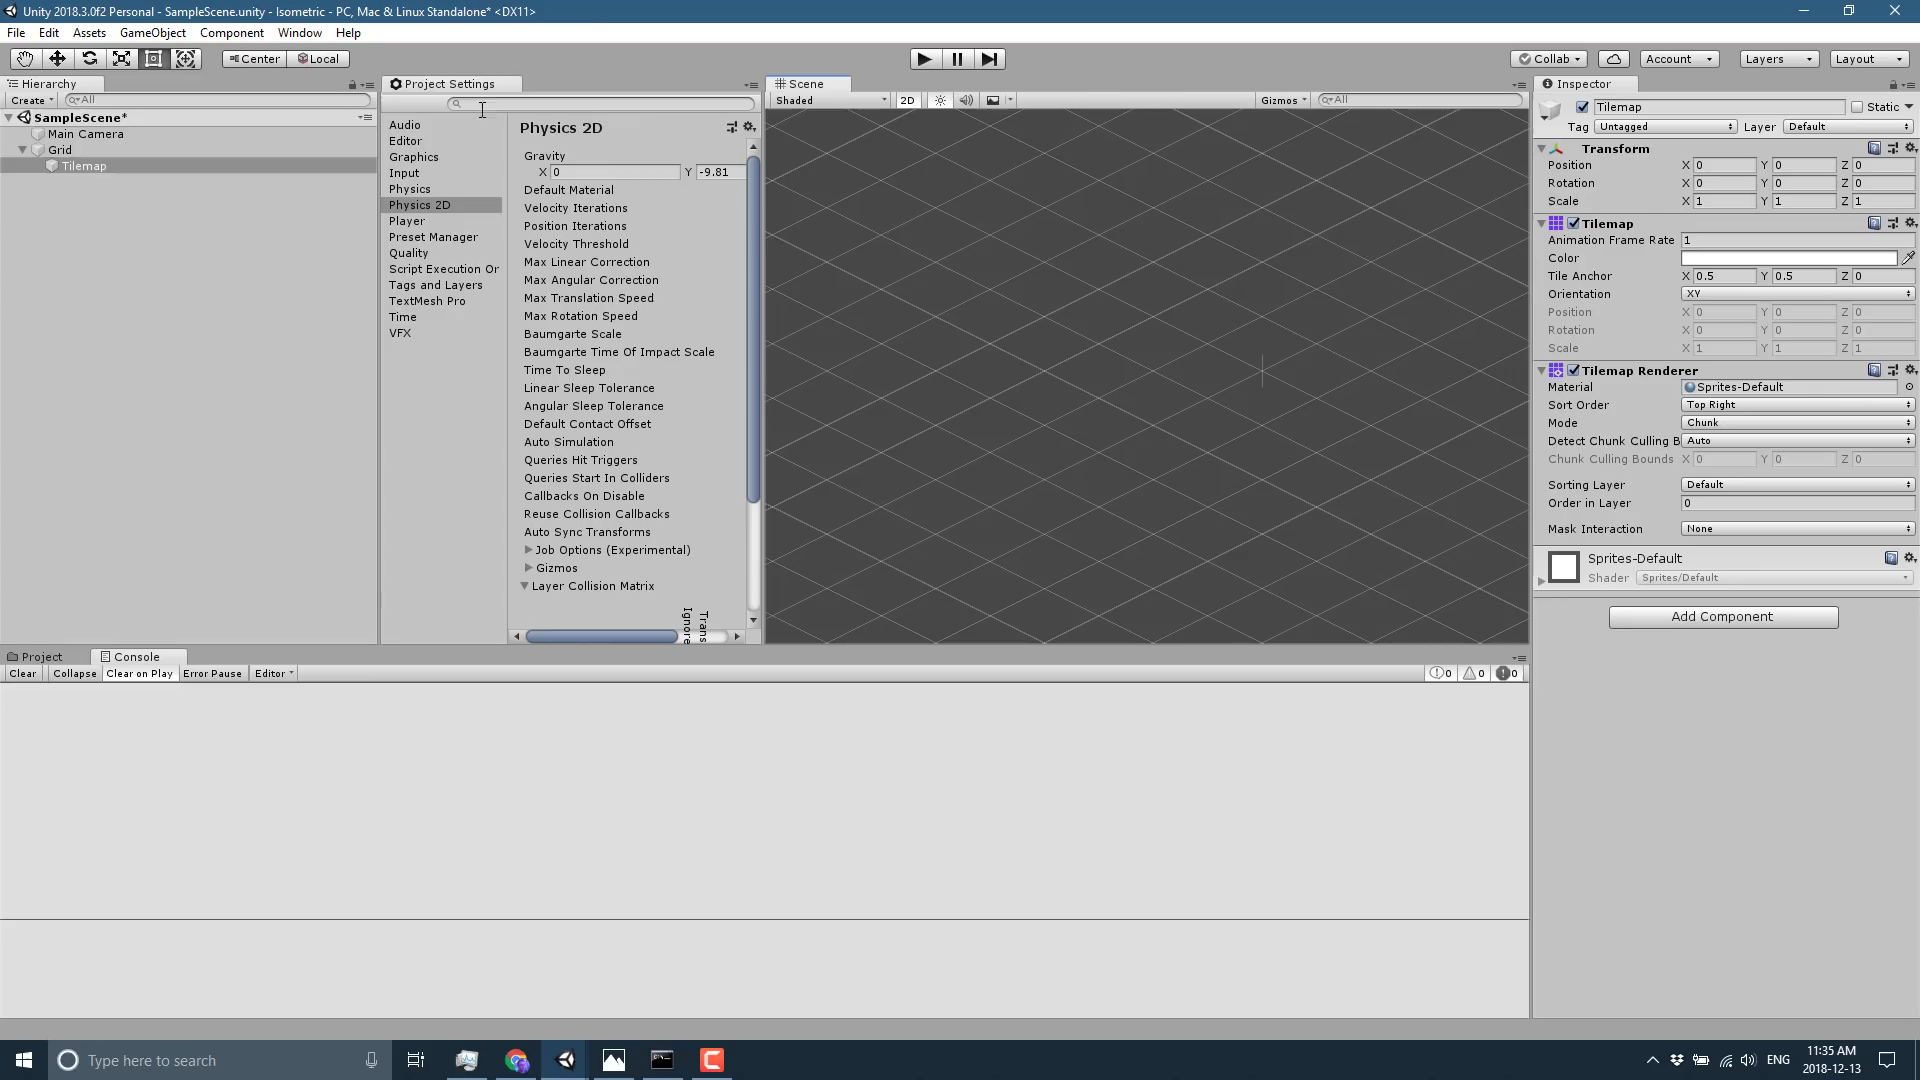 Unity 2018.3.0f2 Personal - SampleScene.unity - Isometric - PC, Mac & Linux Standalone* <DX11>
File Edit Assets GameObject Component Window Help
Center Local Collab Account Layers Layout
Hierarchy
Create All
SampleScene*
Main Camera
Grid
Tilemap
Project Settings
Audio
Editor
Graphics
Input
Physics
Physics 2D
Player
Preset Manager
Quality
Script Execution Or
Tags and Layers
TextMesh Pro
Time
VFX
Physics 2D
Gravity
X 0 Y -9.81
Default Material
Velocity Iterations
Position Iterations
Velocity Threshold
Max Linear Correction
Max Angular Correction
Max Translation Speed
Max Rotation Speed
Baumgarte Scale
Baumgarte Time Of Impact Scale
Time To Sleep
Linear Sleep Tolerance
Angular Sleep Tolerance
Default Contact Offset
Auto Simulation
Queries Hit Triggers
Queries Start In Colliders
Callbacks On Disable
Reuse Collision Callbacks
Auto Sync Transforms
Job Options (Experimental)
Gizmos
Layer Collision Matrix
Ignore
Trans
Scene
Shaded 2D Gizmos All
Inspector
Tilemap Static
Tag Untagged Layer Default
Transform
Position X 0 Y 0 Z 0
Rotation X 0 Y 0 Z 0
Scale X 1 Y 1 Z 1
Tilemap
Animation Frame Rate 1
Color
Tile Anchor X 0.5 Y 0.5 Z 0
Orientation XY
Position X 0 Y 0 Z 0
Rotation X 0 Y 0 Z 0
Scale X 1 Y 1 Z 1
Tilemap Renderer
Material Sprites-Default
Sort Order Top Right
Mode Chunk
Detect Chunk Culling B Auto
Chunk Culling Bounds X 0 Y 0 Z 0
Sorting Layer Default
Order in Layer 0
Mask Interaction None
Sprites-Default
Shader Sprites/Default
Add Component
Project Console
Clear Collapse Clear on Play Error Pause Editor 0 0 0
Type here to search
ENG
11:35 AM
2018-12-13